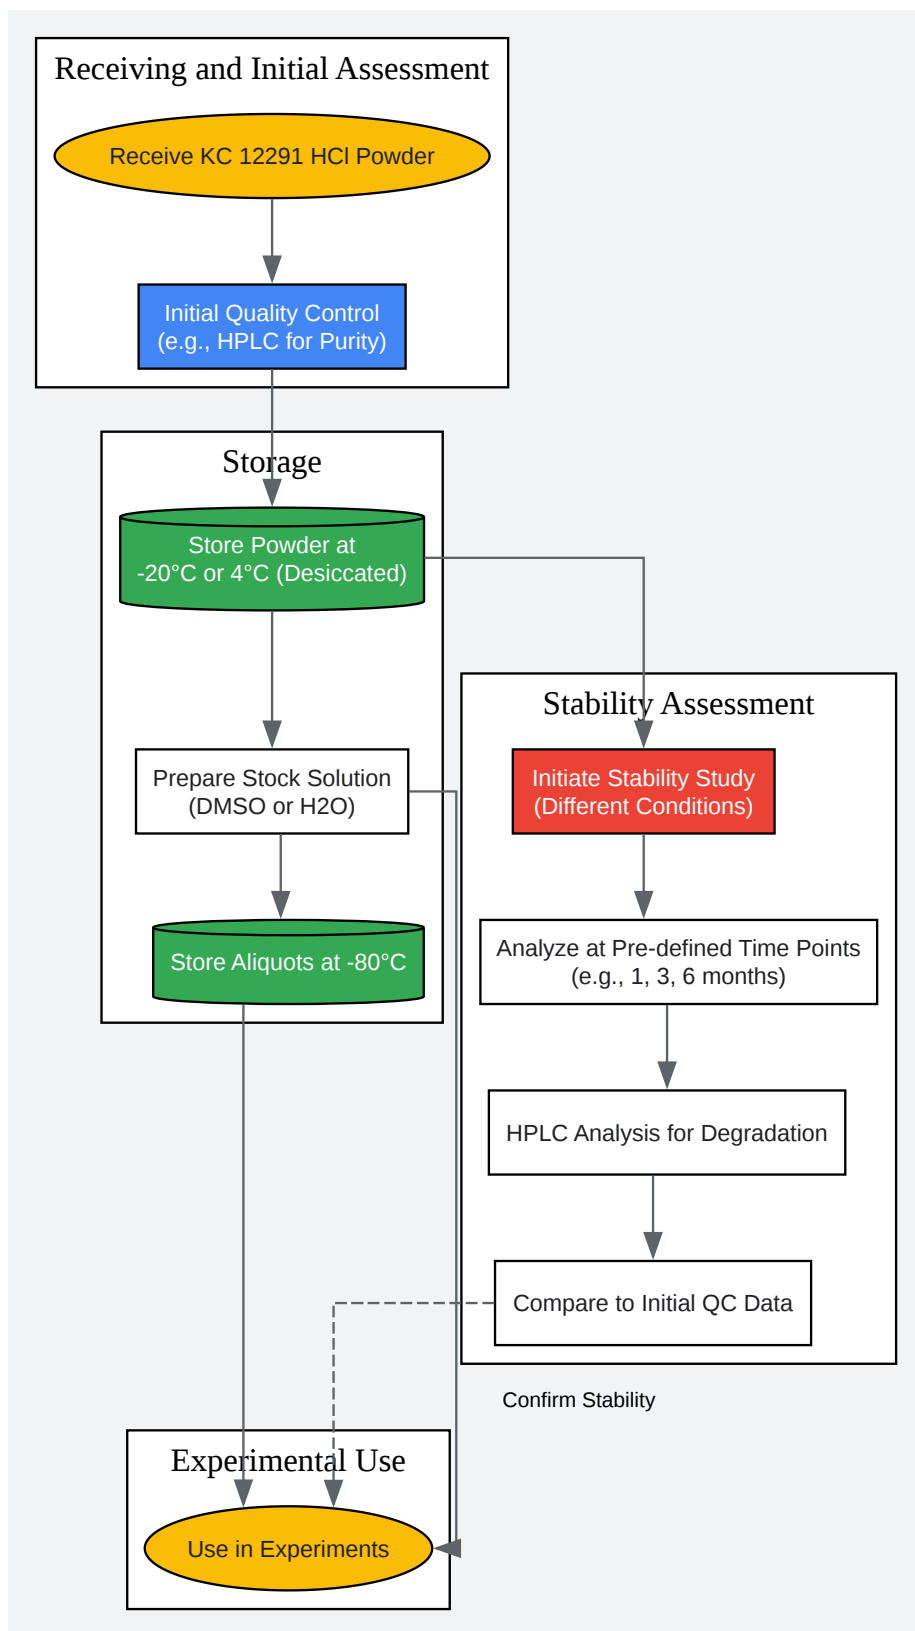 Receiving and Initial Assessment
Receive KC 12291 HCl Powder
Initial Quality Control
(e.g., HPLC for Purity)
Storage
Store Powder at
-20°C or 4°C (Desiccated)
Prepare Stock Solution
(DMSO or H2O)
Store Aliquots at -80°C
Stability Assessment
Initiate Stability Study
(Different Conditions)
Analyze at Pre-defined Time Points
(e.g., 1, 3, 6 months)
HPLC Analysis for Degradation
Compare to Initial QC Data
Confirm Stability
Experimental Use
Use in Experiments